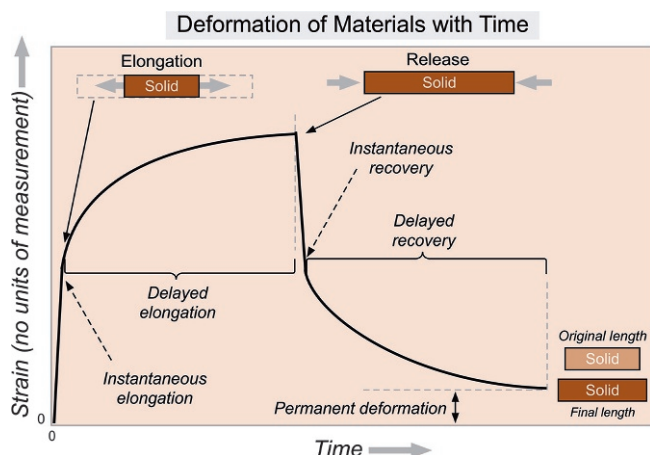 Deformation of Materials with Time
Elongation
Solid
Release
Solid
Instantaneous
recovery
Delayed
recovery
Delayed
elongation
Instantaneous
elongation
Original length
Solid
Solid
Final length
Permanent deformation
Strain (no units of measurement)
0
0
Time